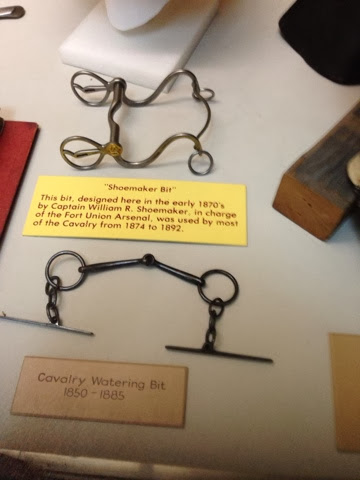 "Shoemaker Bit"
This bit, designed here in the early 1870's
by Captain William R. Shoemaker, in charge
of the Fort Union Arsenal, was used by most
of the Cavalry from 1874 to 1892.
Cavalry Watering Bit
1850-1885